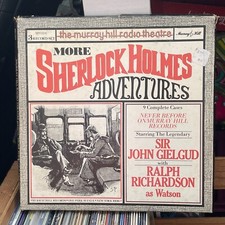 the murray hill radio theatre
MORE
SHERLOCK HOLMES
ADVENTURES
9 Complete Cases
NEVER BEFORE
ON MURRAY HILL
RECORDS
Starring The Legendary
SIR
JOHN GIELGUD
with
RALPH
RICHARDSON
as Watson